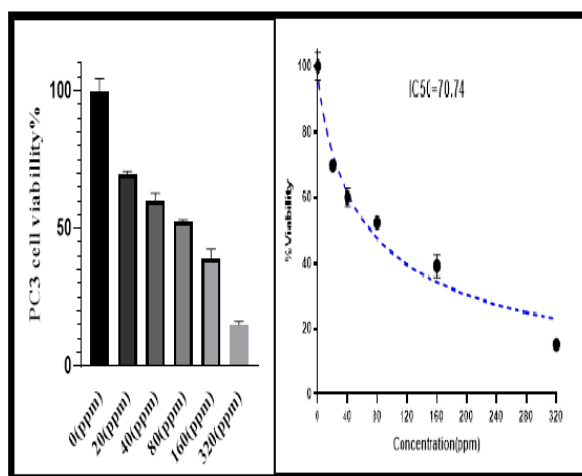 PC3 cell viabillity%
100
50
0
0(ppm)
20(ppm)
40(ppm)
80(ppm)
160(ppm)
320(ppm)
IC50=70.74
%Viability
100
80
60
40
20
0
0
40
80
120
160
200
240
280
320
Concentration(ppm)